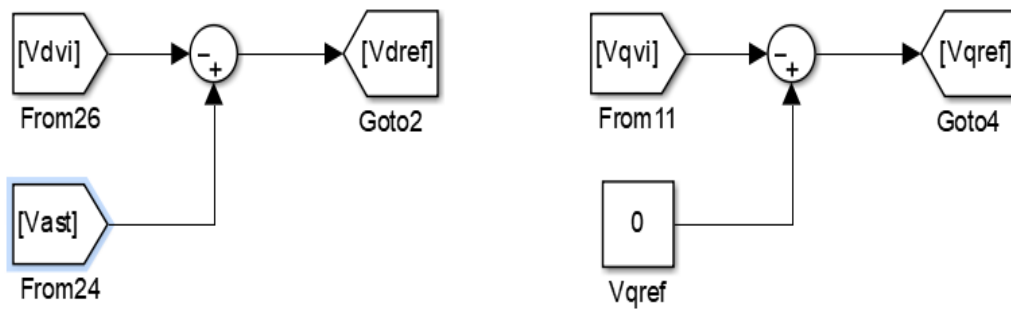 [Vdvi]
−
+
[Vdref]
From26
Goto2
[Vast]
From24
[Vqvi]
−
+
[Vqref]
From11
Goto4
0
Vqref